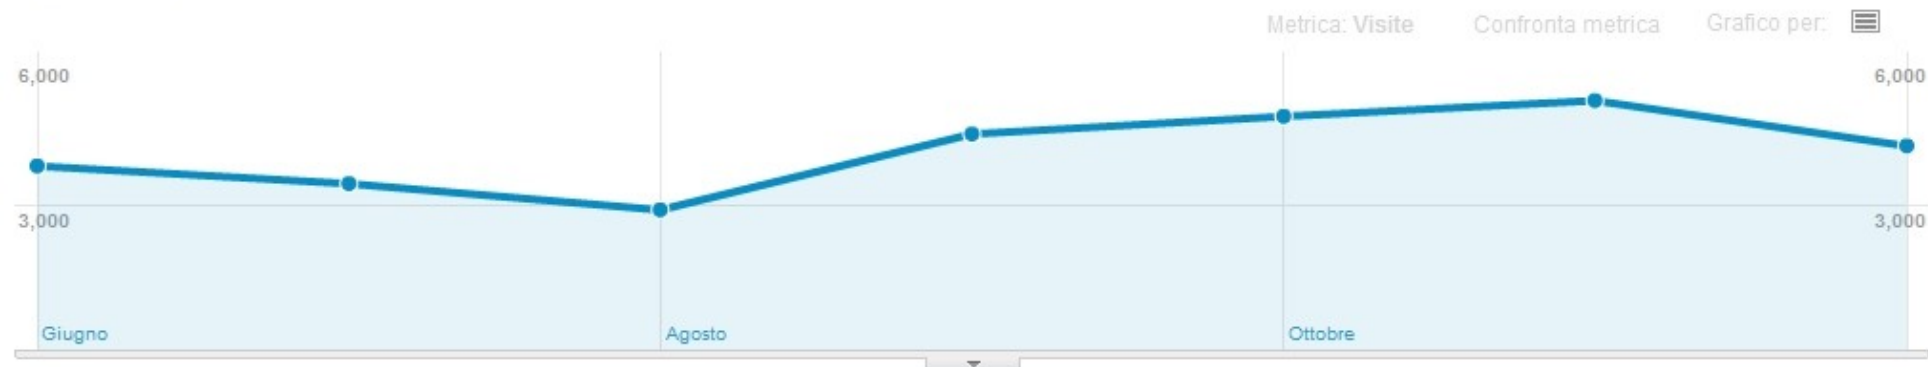 Metrica: Visite Confronta metrica Grafico per:
6,000 6,000
3,000 3,000
Giugno Agosto Ottobre